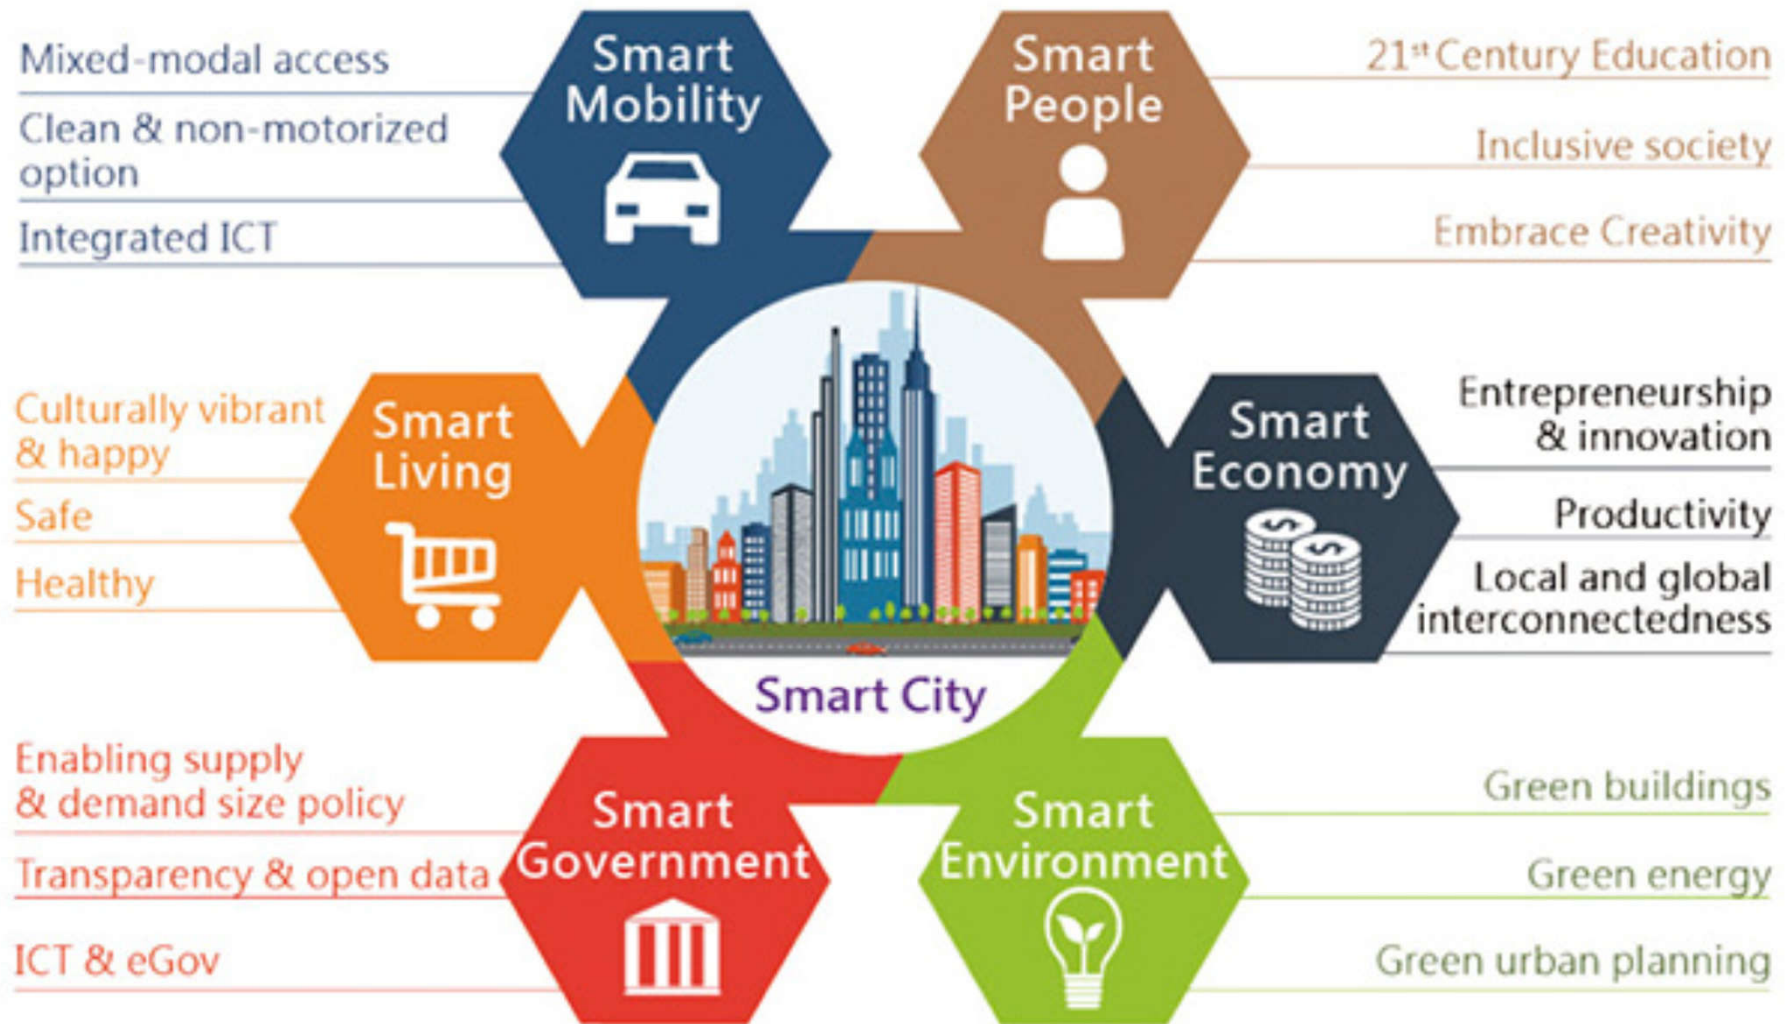 Mixed-modal access
Clean & non-motorized
option
Integrated ICT
Smart
Mobility
Smart
People
21st Century Education
Inclusive society
Embrace Creativity
Culturally vibrant
& happy
Safe
Healthy
Smart
Living
Smart
Economy
Entrepreneurship
& innovation
Productivity
Local and global
interconnectedness
Smart City
Enabling supply
& demand size policy
Transparency & open data
ICT & eGov
Smart
Government
Smart
Environment
Green buildings
Green energy
Green urban planning